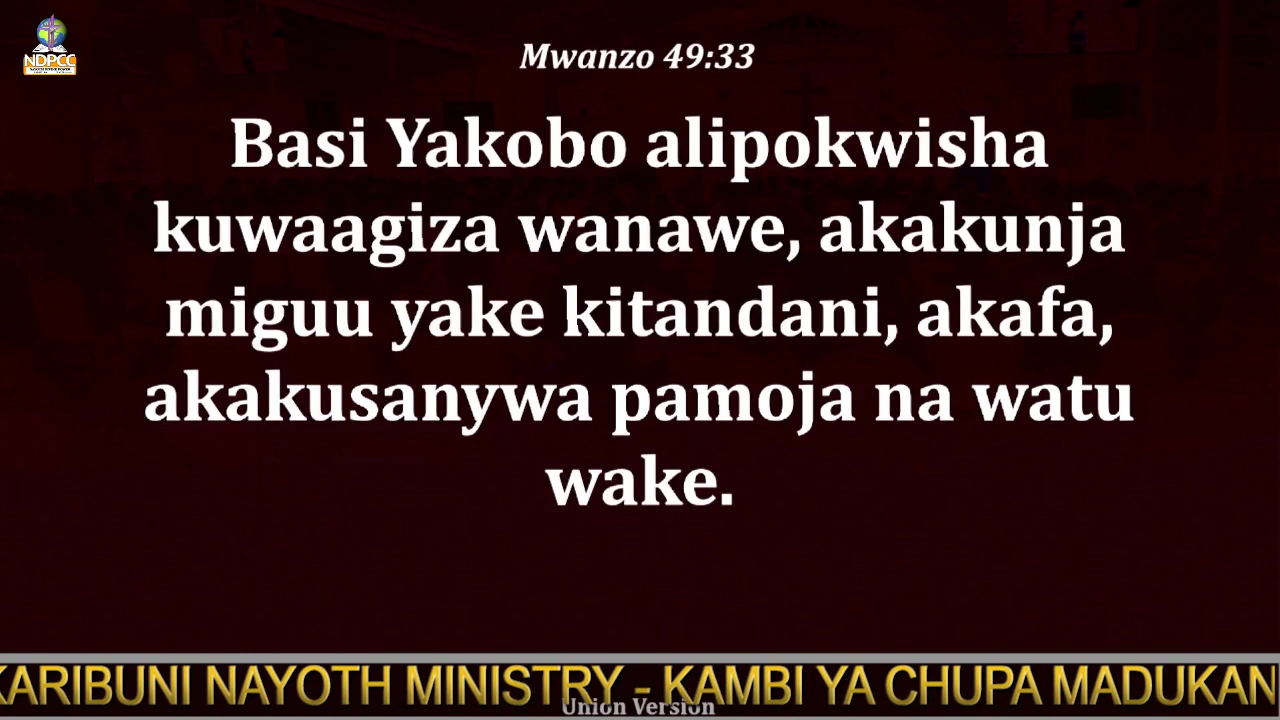 NDPCC
Mwanzo 49:33
Basi Yakobo alipokwisha
kuwaagiza wanawe, akakunja
miguu yake kitandani, akafa,
akakusanywa pamoja na watu
wake.
KARIBUNI NAYOTH MINISTRY - KAMBI YA CHUPA MADUKAN
Union Version